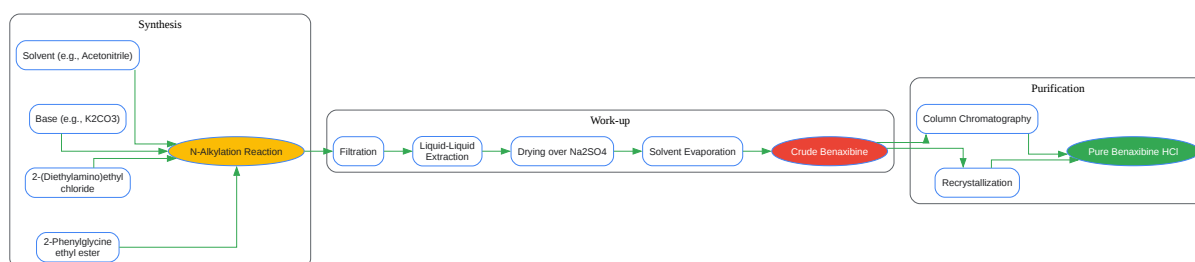 Synthesis
Solvent (e.g., Acetonitrile)
Base (e.g., K2CO3)
2-(Diethylamino)ethyl
chloride
2-Phenylglycine
ethyl ester
N-Alkylation Reaction
Work-up
Filtration
Liquid-Liquid
Extraction
Drying over Na2SO4
Solvent Evaporation
Crude Benaxibine
Purification
Column Chromatography
Recrystallization
Pure Benaxibine HCl